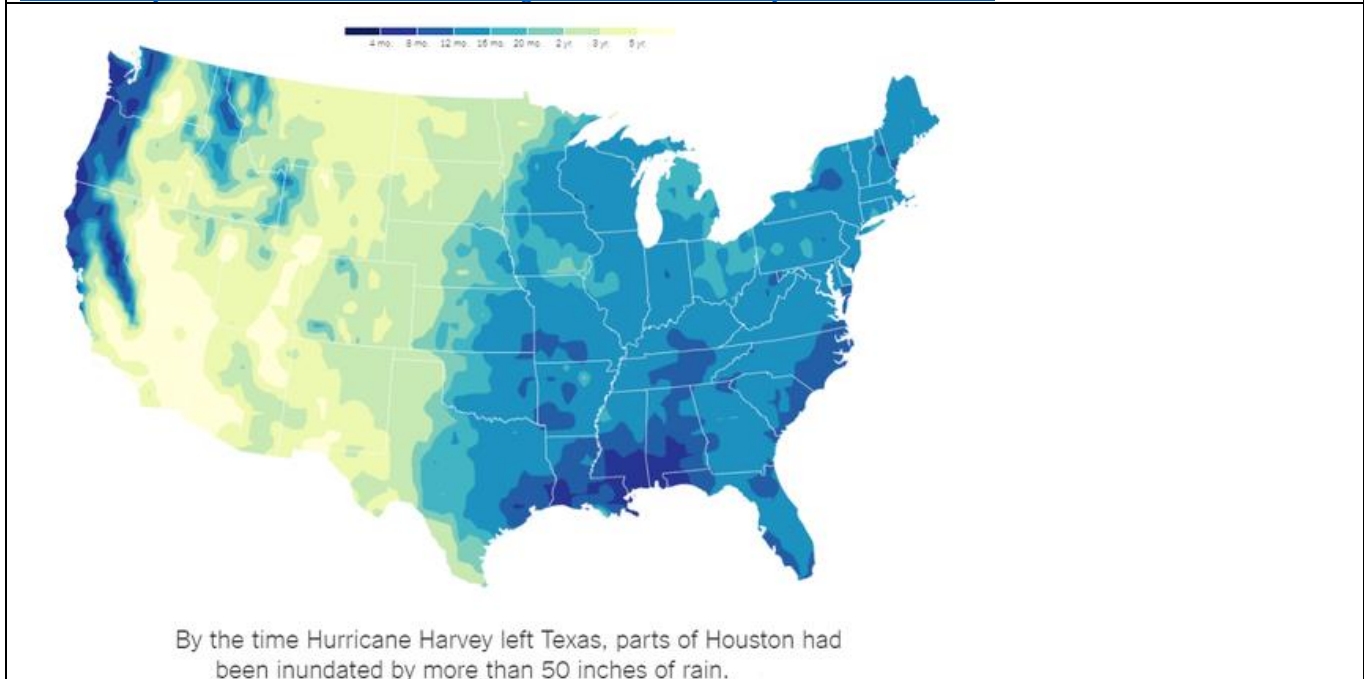 4 mo. 8 mo. 12 mo. 16 mo. 20 mo. 2 yr. 3 yr. 5 yr.
By the time Hurricane Harvey left Texas, parts of Houston had
been inundated by more than 50 inches of rain.